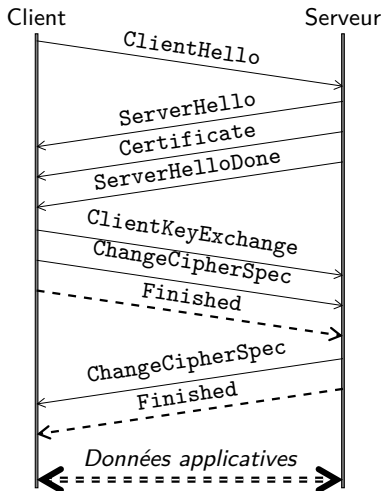 Client Serveur
ClientHello
ServerHello
Certificate
ServerHelloDone
ClientKeyExchange
ChangeCipherSpec
Finished
ChangeCipherSpec
Finished
Données applicatives